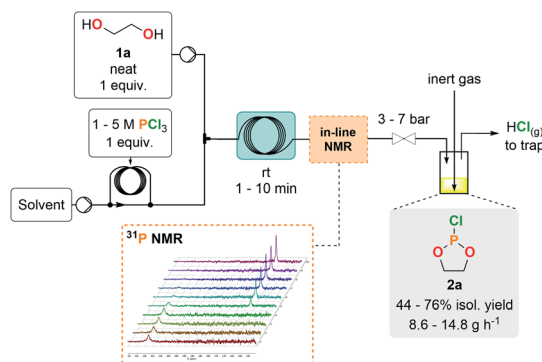 HO
OH
1a
neat
1 equiv.
1 - 5 M PCl₃
1 equiv.
Solvent
rt
1 - 10 min
in-line
NMR
3 - 7 bar
inert gas
HCl(g)
to trap
³¹P NMR
Cl
P
O O
2a
44 - 76% isol. yield
8.6 - 14.8 g h⁻¹